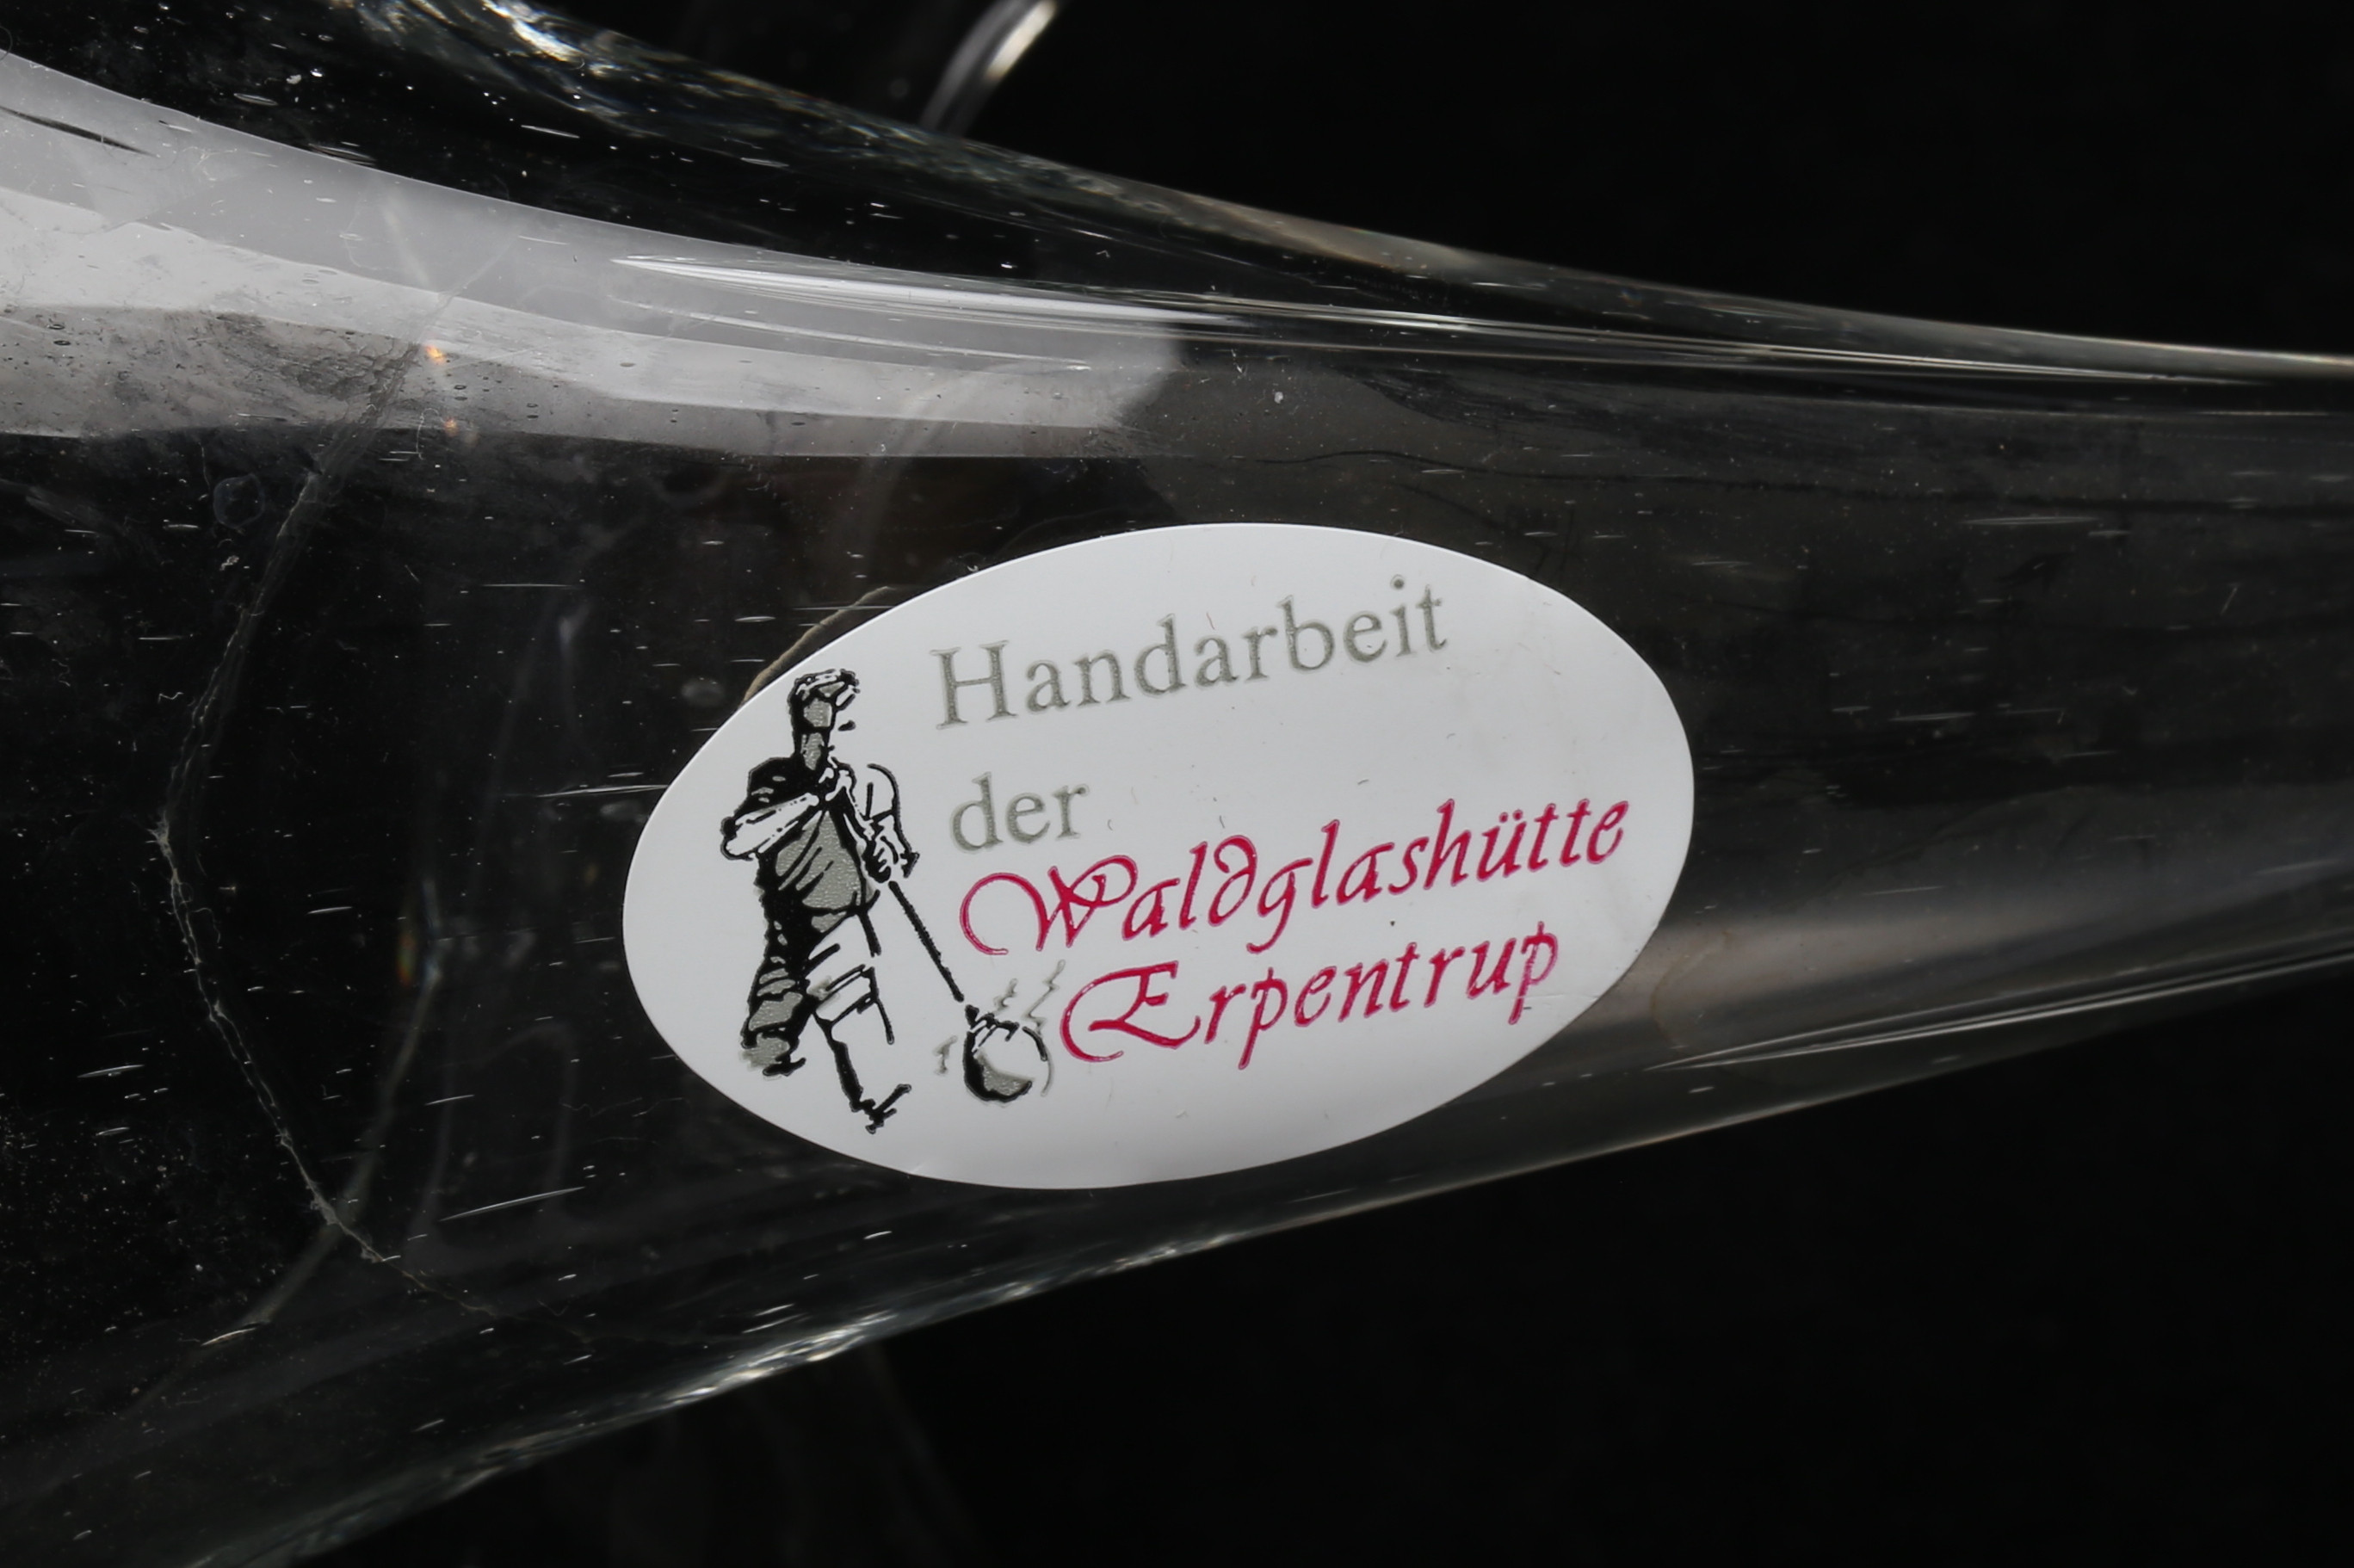 Handarbeit
der
Waldglashütte
Erpentrup